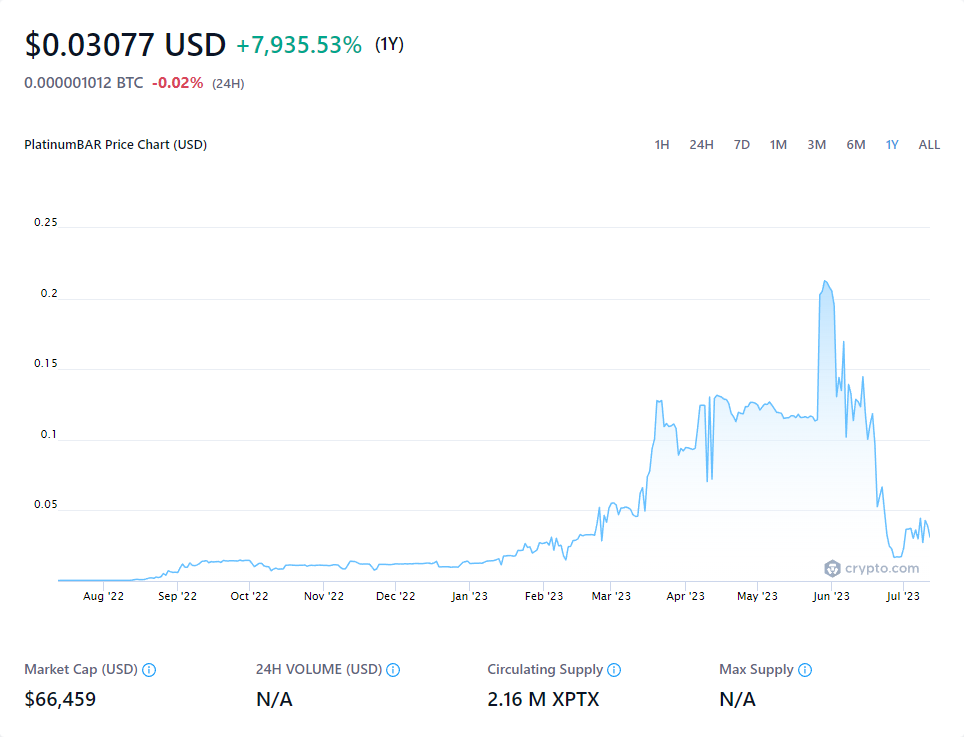 $0.03077 USD +7,935.53% (1Y)
0.000001012 BTC -0.02% (24H)
PlatinumBAR Price Chart (USD)
1H 24H 7D 1M 3M 6M 1Y ALL
0.25
0.2
0.15
0.1
0.05
crypto.com
Aug '22 Sep '22 Oct '22 Nov '22 Dec '22 Jan '23 Feb '23 Mar '23 Apr '23 May '23 Jun '23 Jul '23
Market Cap (USD) 24H VOLUME (USD) Circulating Supply Max Supply
$66,459 N/A 2.16 M XPTX N/A